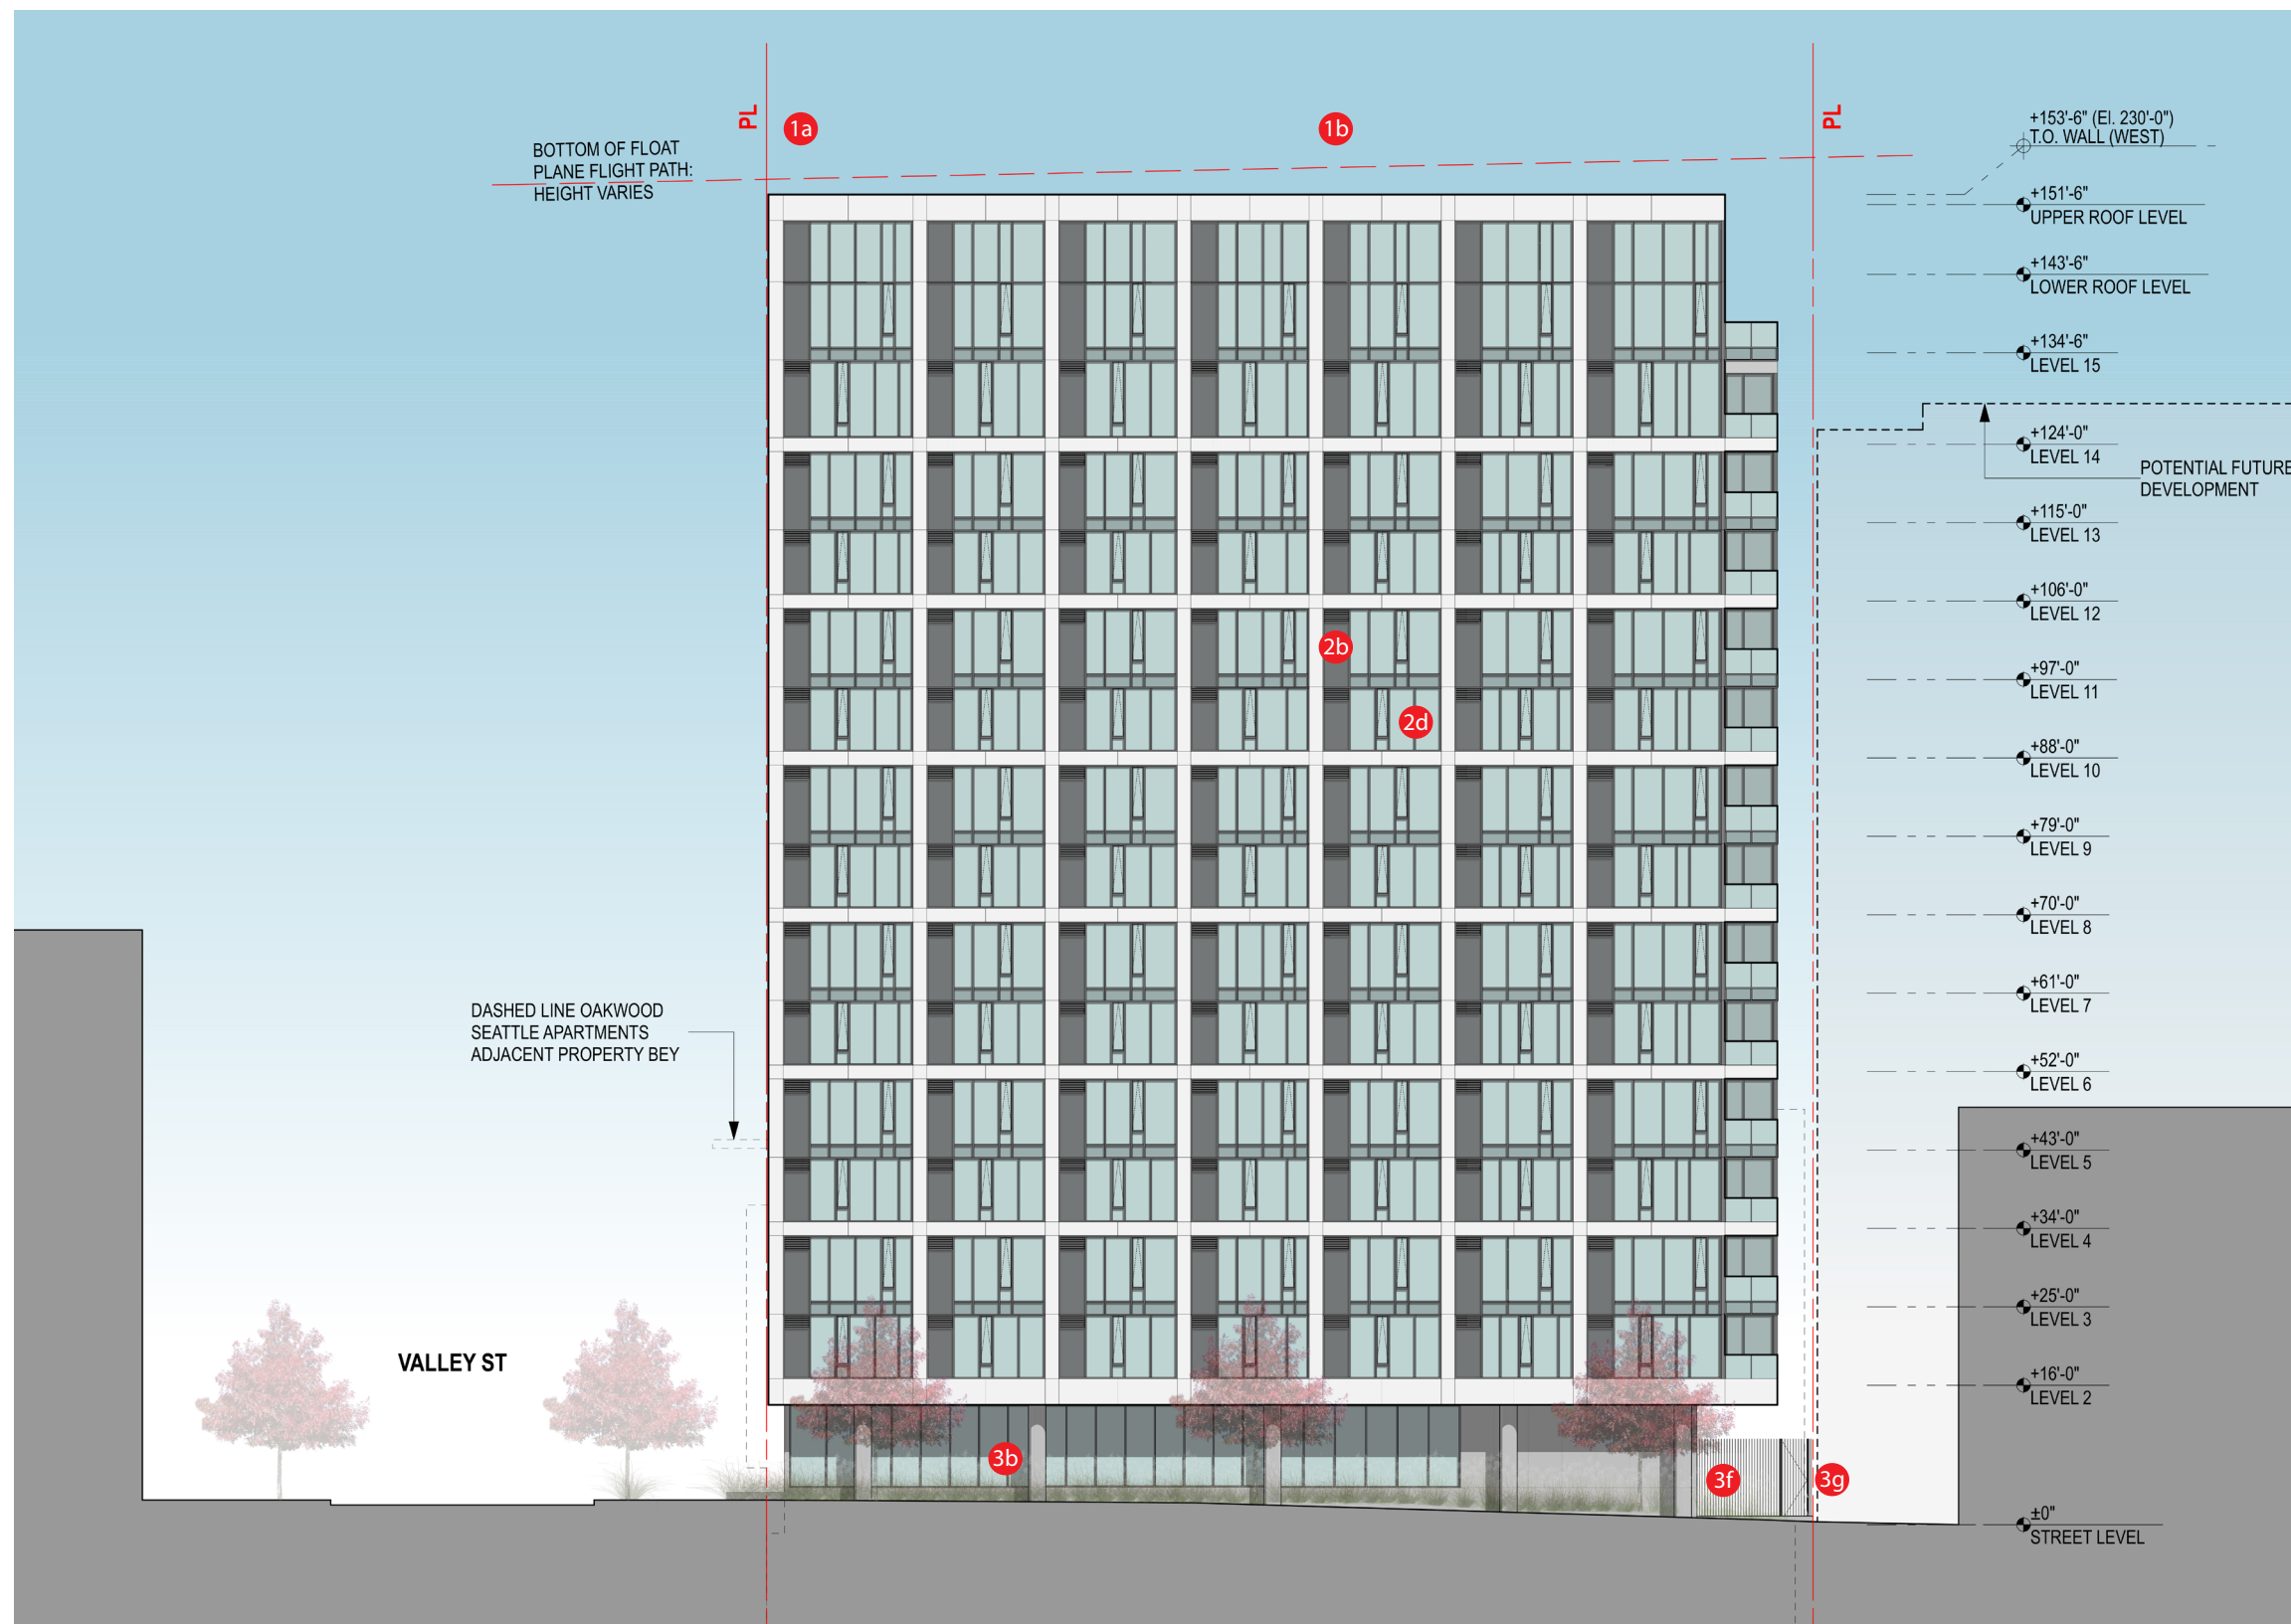 PL
1a
1b
PL
BOTTOM OF FLOAT
PLANE FLIGHT PATH:
HEIGHT VARIES
+153'-6" (El. 230'-0")
T.O. WALL (WEST)
+151'-6"
UPPER ROOF LEVEL
+143'-6"
LOWER ROOF LEVEL
+134'-6"
LEVEL 15
+124'-0"
LEVEL 14
POTENTIAL FUTURE
DEVELOPMENT
+115'-0"
LEVEL 13
+106'-0"
LEVEL 12
2b
+97'-0"
LEVEL 11
2d
+88'-0"
LEVEL 10
+79'-0"
LEVEL 9
+70'-0"
LEVEL 8
+61'-0"
LEVEL 7
DASHED LINE OAKWOOD
SEATTLE APARTMENTS
ADJACENT PROPERTY BEY
+52'-0"
LEVEL 6
+43'-0"
LEVEL 5
+34'-0"
LEVEL 4
+25'-0"
LEVEL 3
VALLEY ST
+16'-0"
LEVEL 2
3b
3f
3g
±0"
STREET LEVEL